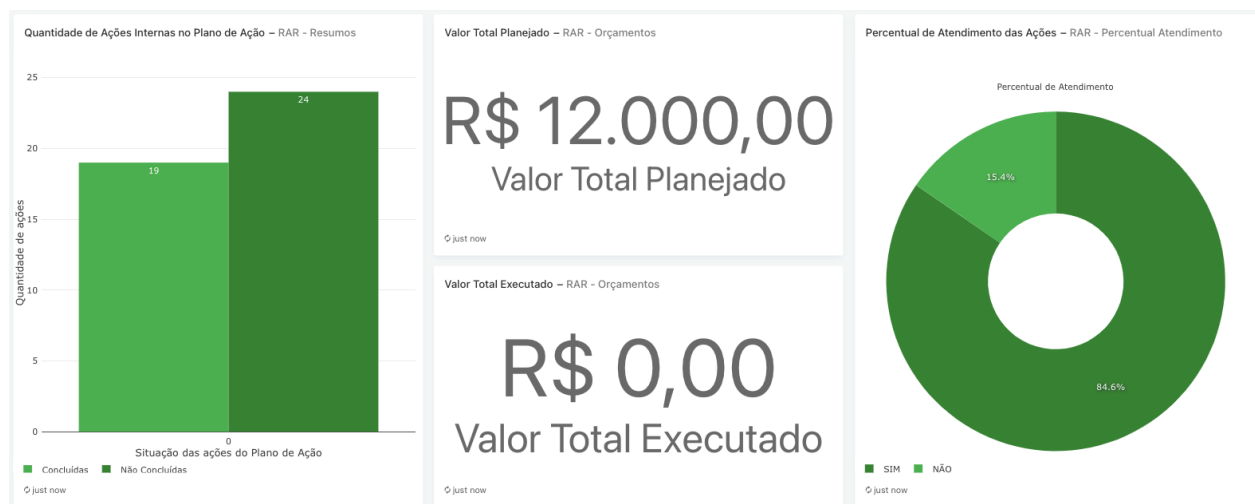 Quantidade de Ações Internas no Plano de Ação – RAR - Resumos
25
20
15
10
5
0
Quantidade de ações
19
24
0
Situação das ações do Plano de Ação
Concluídas
Não Concluídas
just now
Valor Total Planejado – RAR - Orçamentos
R$ 12.000,00
Valor Total Planejado
just now
Valor Total Executado – RAR - Orçamentos
R$ 0,00
Valor Total Executado
just now
Percentual de Atendimento das Ações – RAR - Percentual Atendimento
Percentual de Atendimento
15.4%
84.6%
SIM
NÃO
just now